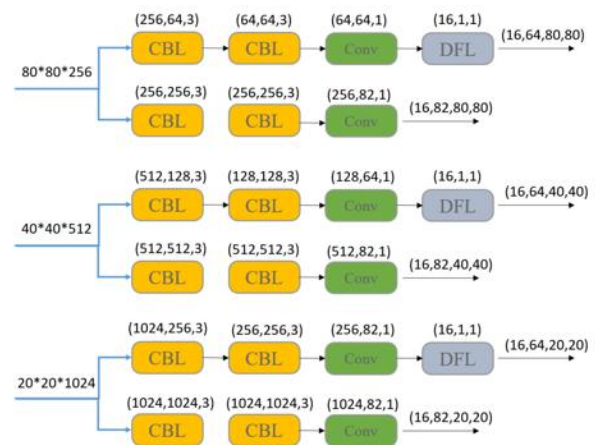 (256,64,3) (64,64,3) (64,64,1) (16,1,1) (16,64,80,80)
CBL CBL Conv DFL
80*80*256
(256,256,3) (256,256,3) (256,82,1)
CBL CBL Conv (16,82,80,80)
(512,128,3) (128,128,3) (128,64,1) (16,1,1) (16,64,40,40)
CBL CBL Conv DFL
40*40*512
(512,512,3) (512,512,3) (512,82,1)
CBL CBL Conv (16,82,40,40)
(1024,256,3) (256,256,3) (256,82,1) (16,1,1) (16,64,20,20)
CBL CBL Conv DFL
20*20*1024
(1024,1024,3) (1024,1024,3) (1024,82,1) (16,82,20,20)
CBL CBL Conv